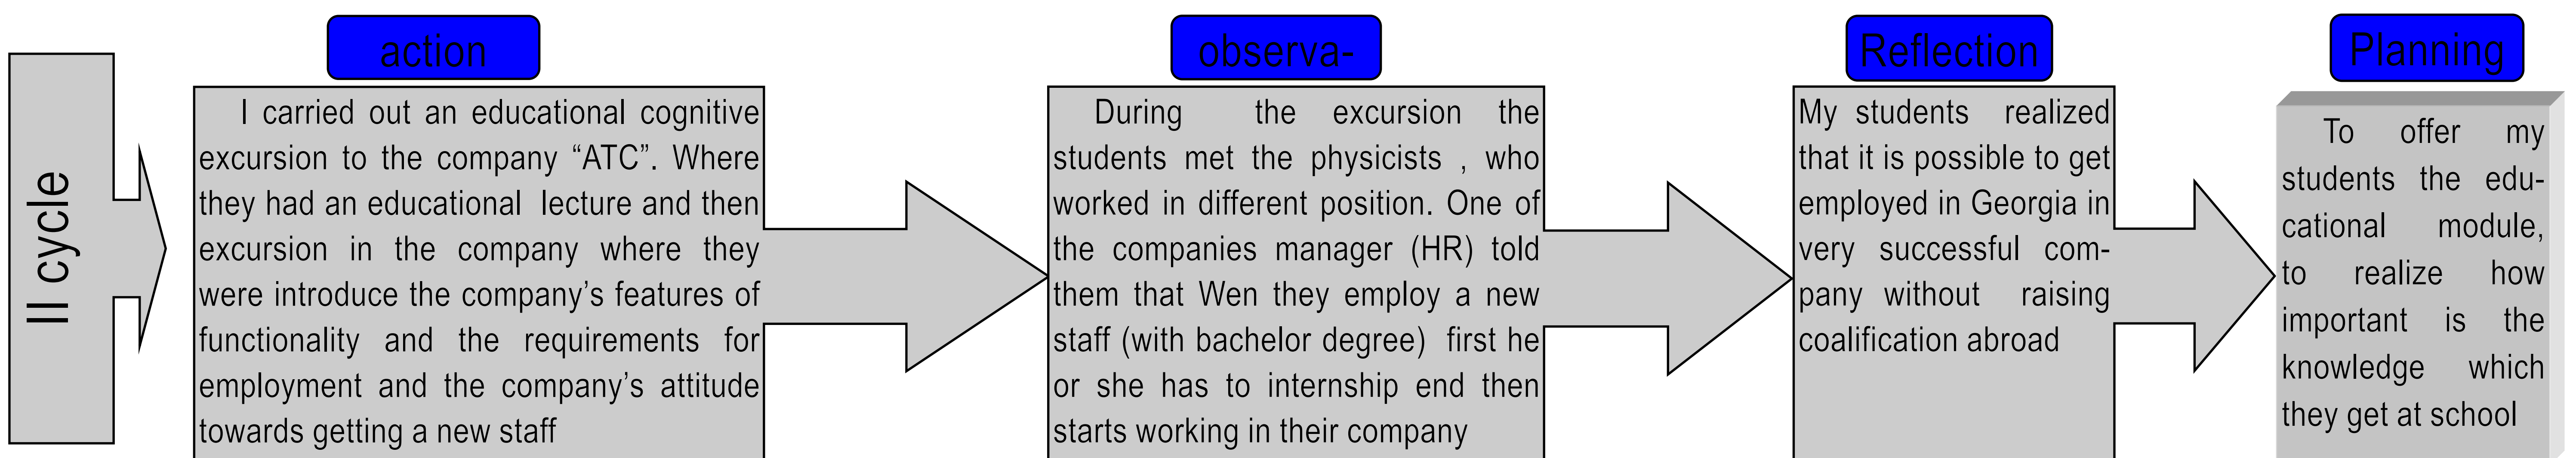 II cycle
action
I carried out an educational cognitive
excursion to the company “ATC”. Where
they had an educational lecture and then
excursion in the company where they
were introduce the company’s features of
functionality and the requirements for
employment and the company’s attitude
towards getting a new staff
observa-
During the excursion the
students met the physicists , who
worked in different position. One of
the companies manager (HR) told
them that Wen they employ a new
staff (with bachelor degree) first he
or she has to internship end then
starts working in their company
Reflection
My students realized
that it is possible to get
employed in Georgia in
very successful com-
pany without raising
coalification abroad
Planning
To offer my
students the edu-
cational module,
to realize how
important is the
knowledge which
they get at school